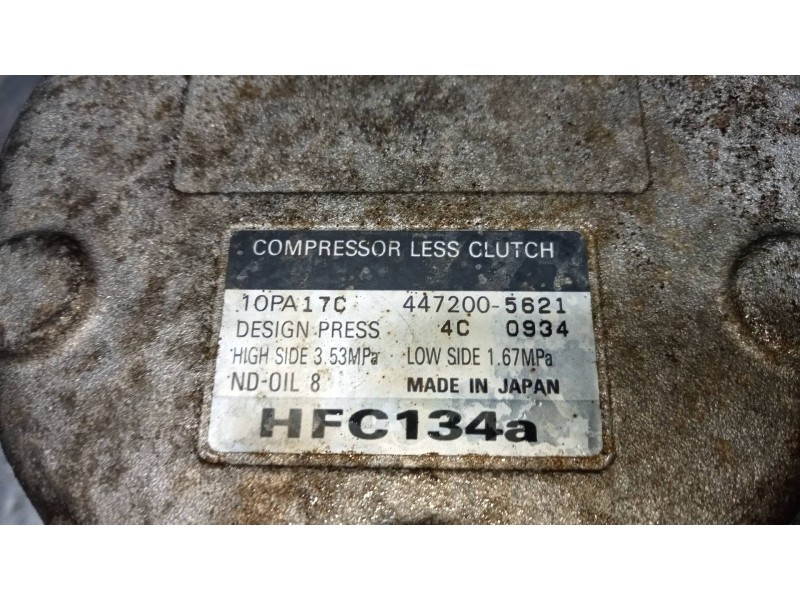 COMPRESSOR LESS CLUTCH
10PA17C 447200-5621
DESIGN PRESS 4C 0934
HIGH SIDE 3.53MPa LOW SIDE 1.67MPa
ND-OIL 8 MADE IN JAPAN
HFC134a